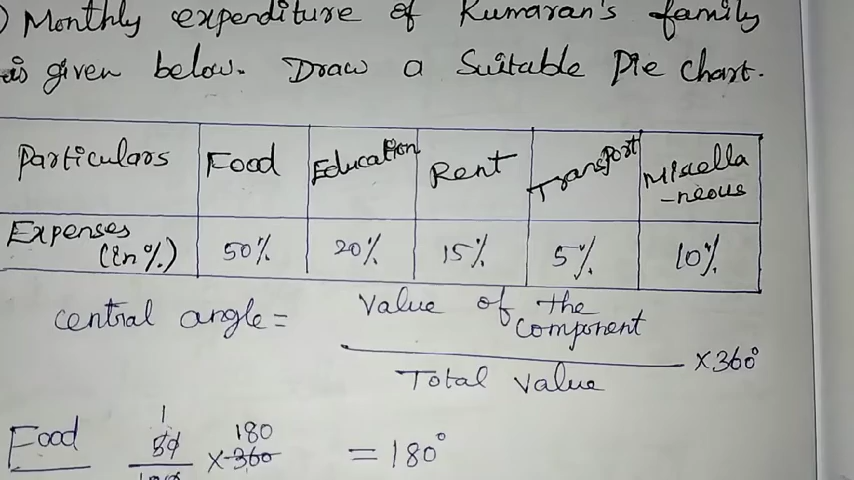 ) Monthly expenditure of Kumaran's family
is given below. Draw a Suitable Pie chart.
Particulars Food Education Rent Transport Miscella-neous
Expenses (in %) 50% 20% 15% 5% 10%
central angle = Value of the component
Total value ×360°
Food 1 180
50 ×360 = 180°
100